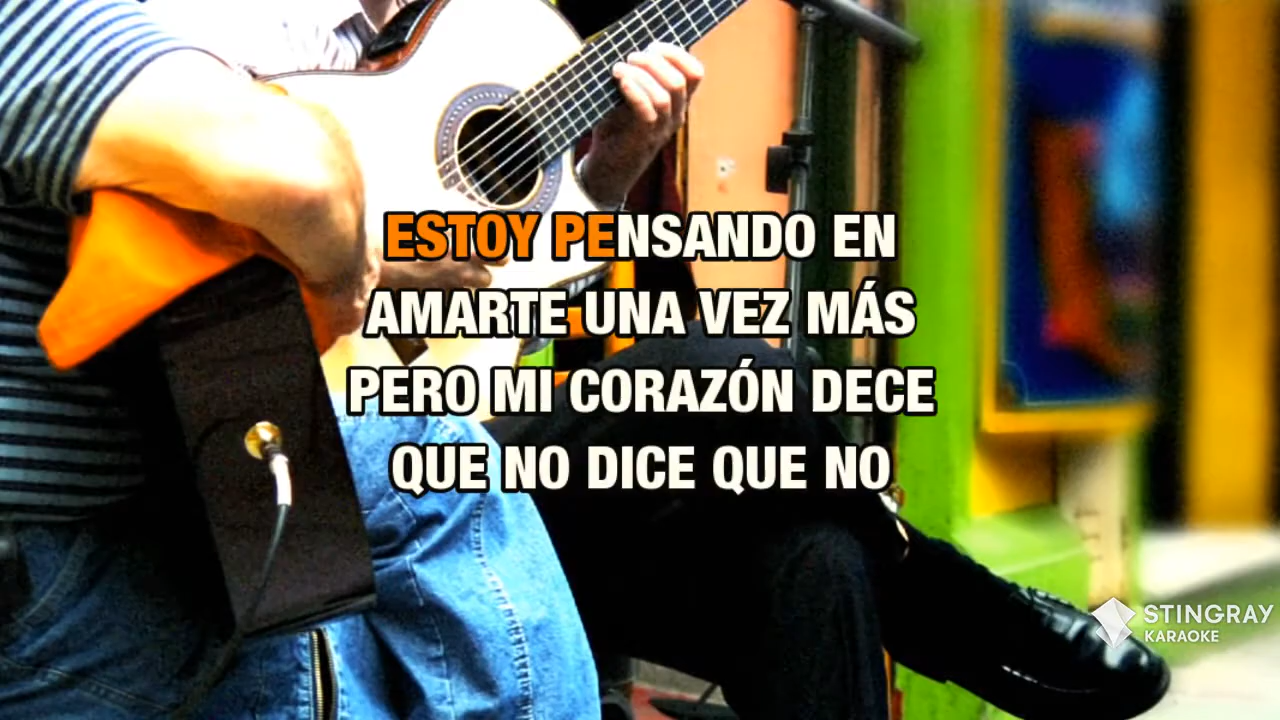 ESTOY PENSANDO EN
AMARTE UNA VEZ MÁS
PERO MI CORAZÓN DECE
QUE NO DICE QUE NO
STINGRAY
KARAOKE